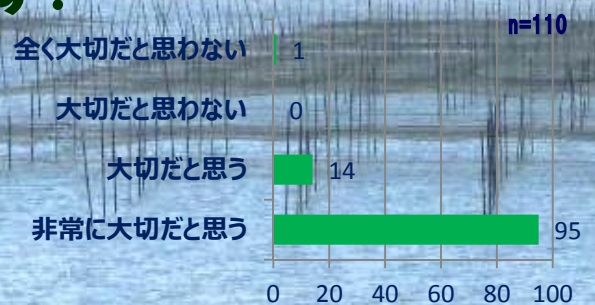 す！
n=110
全く大切だと思わない 1
大切だと思わない 0
大切だと思う 14
非常に大切だと思う 95
0 20 40 60 80 100